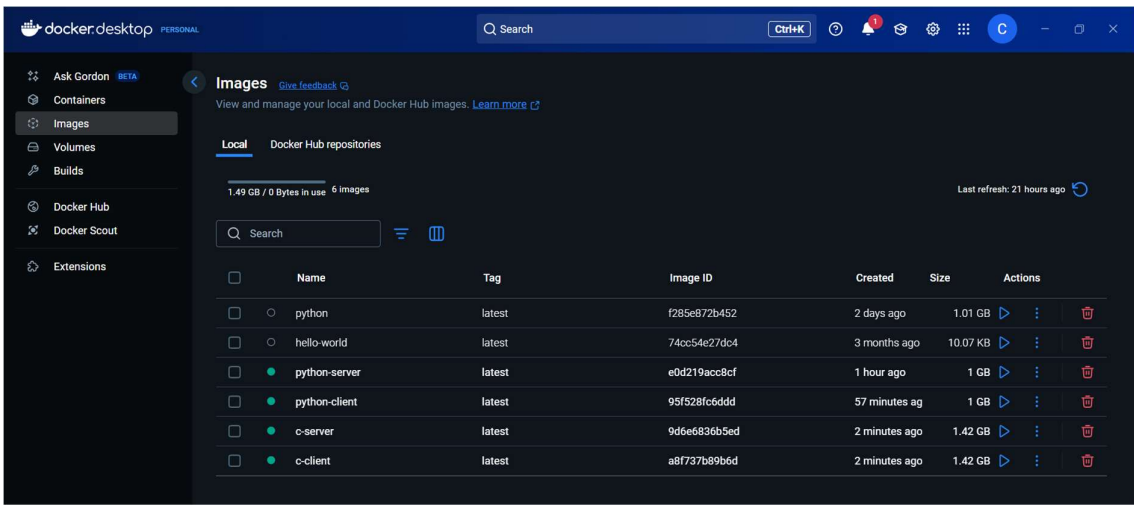 docker.desktop PERSONAL
Search
Ctrl+K
1
C
Ask Gordon BETA
Containers
Images
Volumes
Builds
Docker Hub
Docker Scout
Extensions
Images Give feedback
View and manage your local and Docker Hub images. Learn more
Local Docker Hub repositories
1.49 GB / 0 Bytes in use 6 images
Last refresh: 21 hours ago
Search
Name Tag Image ID Created Size Actions
python latest f285e872b452 2 days ago 1.01 GB
hello-world latest 74cc54e27dc4 3 months ago 10.07 KB
python-server latest e0d219acc8cf 1 hour ago 1 GB
python-client latest 95f528fc6ddd 57 minutes ag 1 GB
c-server latest 9d6e6836b5ed 2 minutes ago 1.42 GB
c-client latest a8f737b89b6d 2 minutes ago 1.42 GB